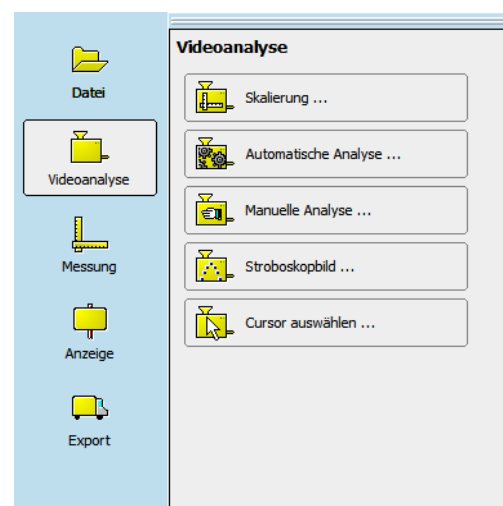 Datei
Videoanalyse
Messung
Anzeige
Export
Videoanalyse
Skalierung ...
Automatische Analyse ...
Manuelle Analyse ...
Stroboskopbild ...
Cursor auswählen ...